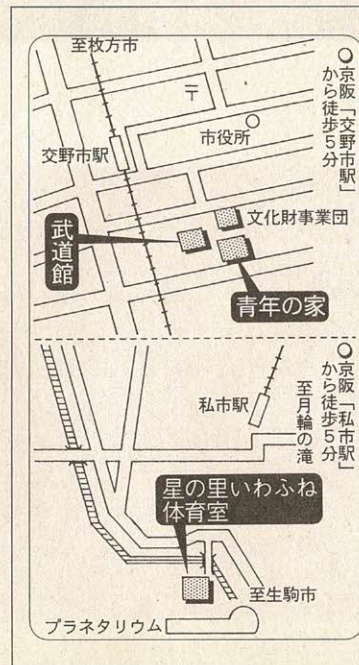 ○京阪「交野市駅」
から徒歩5分
至枚方市
〒
市役所
交野市駅
文化財事業団
武道館
青年の家
○京阪「私市駅」
から徒歩5分
私市駅
至月輪の滝
星の里いわふね
体育室
至生駒市
プラネタリウム